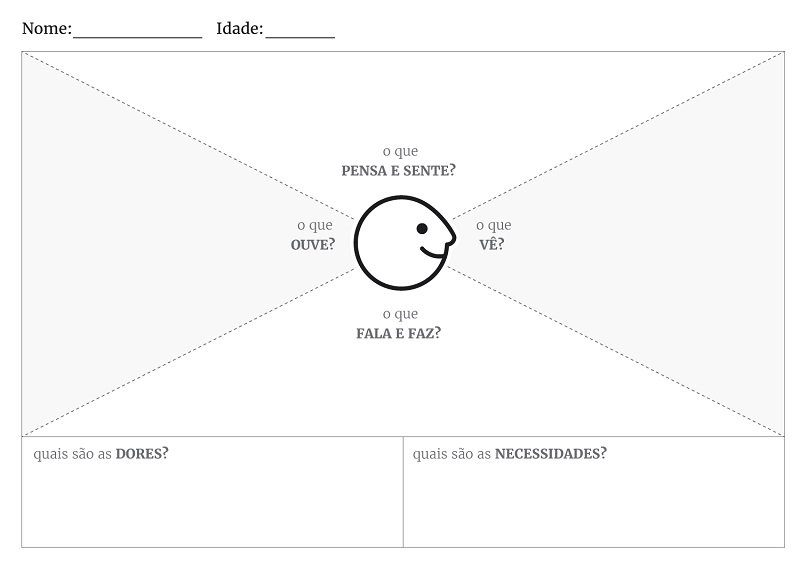 Nome:______________ Idade:________
o que
PENSA E SENTE?
o que
OUVE?
o que
VÊ?
o que
FALA E FAZ?
quais são as DORES?
quais são as NECESSIDADES?